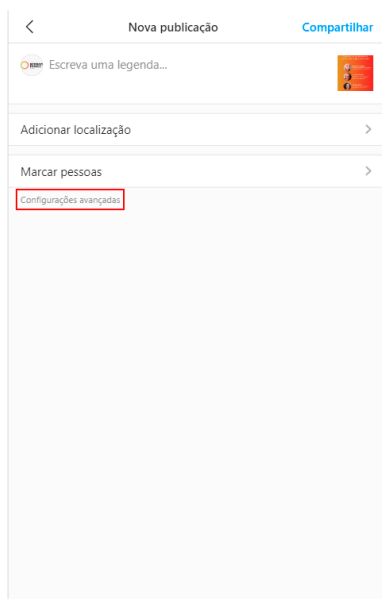 Nova publicação
Compartilhar
Escreva uma legenda...
Adicionar localização
Marcar pessoas
Configurações avançadas